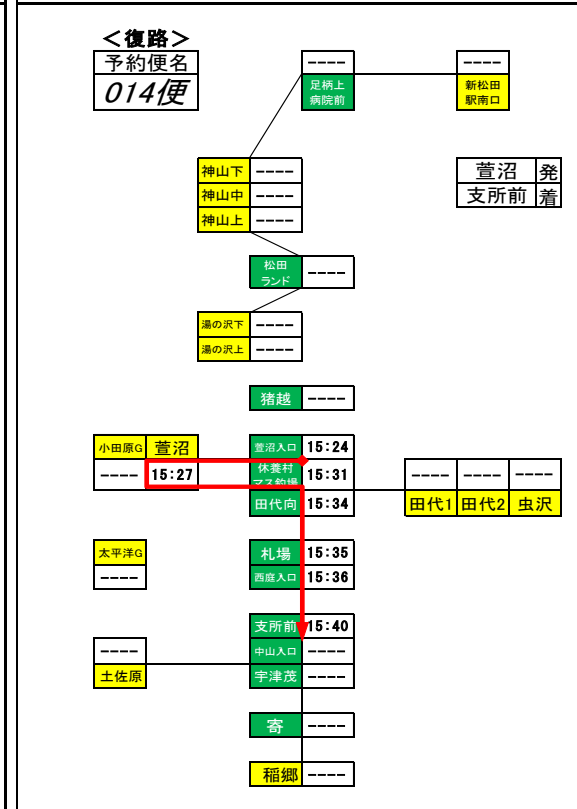 ＜復路＞
予約便名
014便
----
足柄上
病院前
----
新松田
駅南口
萱沼 発
支所前 着
神山下 ----
神山中 ----
神山上 ----
松田
ランド ----
湯の沢下 ----
湯の沢上 ----
猪越 ----
小田原G 萱沼
---- 15:27
萱沼入口 15:24
休養村
マス釣場 15:31
田代向 15:34
---- ---- ----
田代1 田代2 虫沢
太平洋G
----
札場 15:35
西庭入口 15:36
支所前 15:40
中山入口 ----
宇津茂 ----
----
土佐原
寄 ----
稲郷 ----